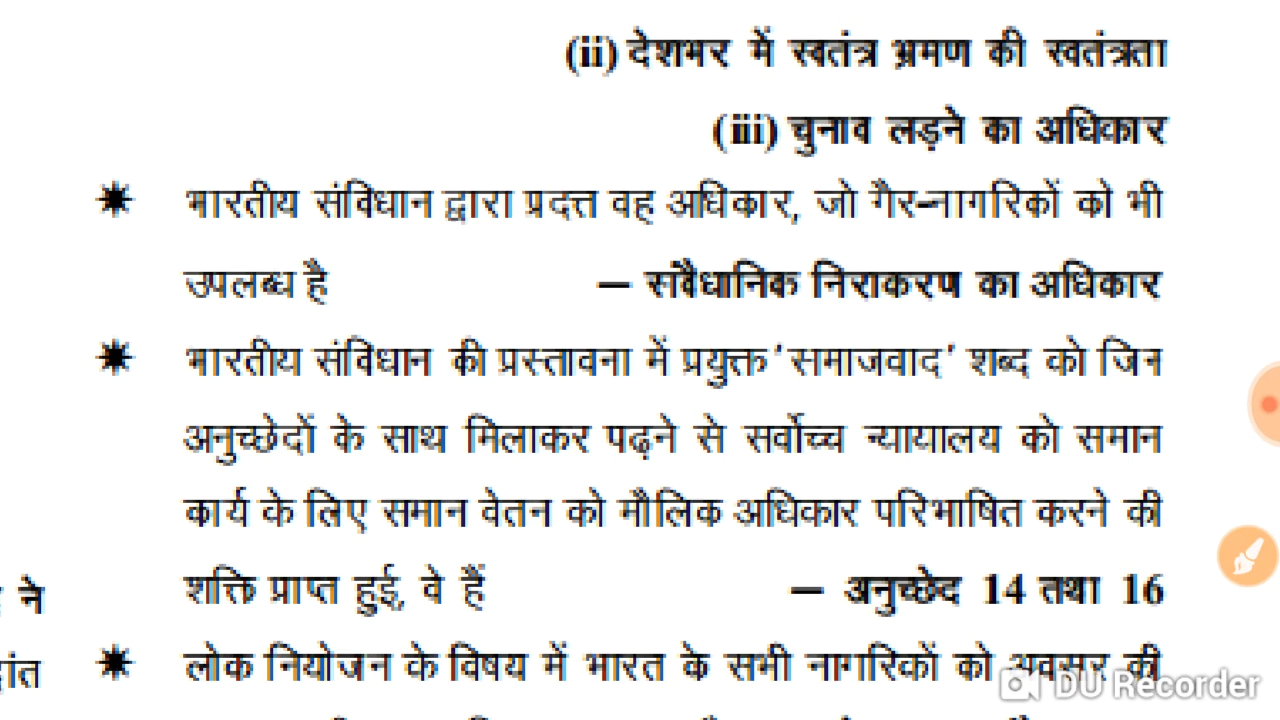 (ii) देशभर में स्वतंत्र भ्रमण की स्वतंत्रता
(iii) चुनाव लड़ने का अधिकार
* भारतीय संविधान द्वारा प्रदत्त वह अधिकार, जो गैर-नागरिकों को भी
उपलब्ध है — संवैधानिक निराकरण का अधिकार
* भारतीय संविधान की प्रस्तावना में प्रयुक्त 'समाजवाद' शब्द को जिन
अनुच्छेदों के साथ मिलाकर पढ़ने से सर्वोच्च न्यायालय को समान
कार्य के लिए समान वेतन को मौलिक अधिकार परिभाषित करने की
शक्ति प्राप्त हुई, वे हैं — अनुच्छेद 14 तथा 16
ने
* लोक नियोजन के विषय में भारत के सभी नागरिकों को अवसर की
DU Recorder